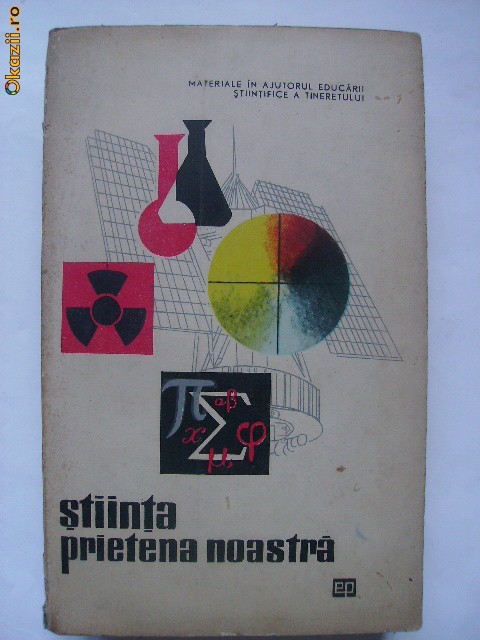 Okazii.ro
MATERIALE ÎN AJUTORUL EDUCĂRII
ȘTIINȚIFICE A TINERETULUI
π αβ
x Σ φ
μ
știința
prietena noastră
ep